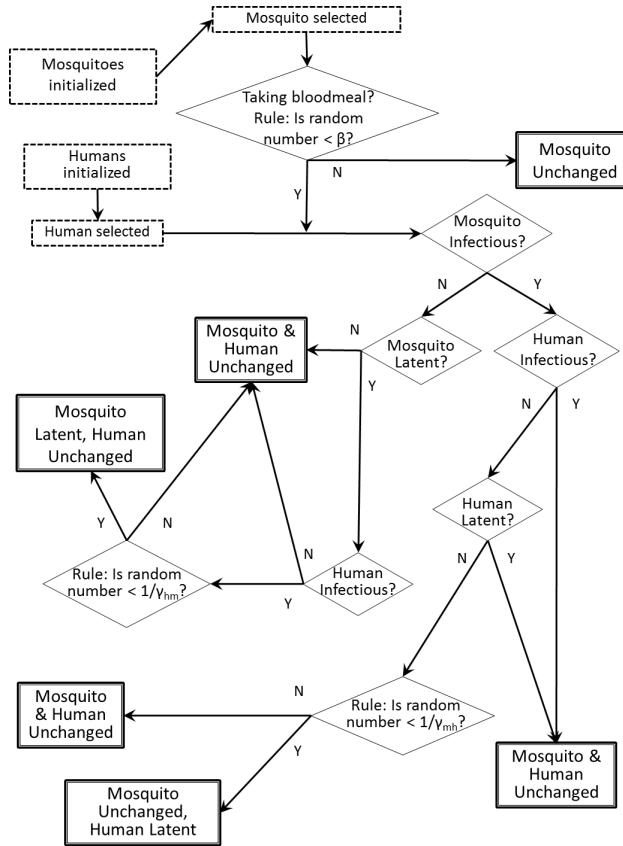 Mosquito selected
Mosquitoes
initialized
Taking bloodmeal?
Rule: Is random
number < β?
Humans
initialized
N
Mosquito
Unchanged
Y
Human selected
Mosquito
Infectious?
N
Y
Mosquito &
Human
Unchanged
N
Mosquito
Latent?
Human
Infectious?
Y
N
Y
Mosquito
Latent, Human
Unchanged
Human
Latent?
Y
N
N
Y
N
Rule: Is random
number < 1/γhm?
Y
Human
Infectious?
N
Mosquito
& Human
Unchanged
Rule: Is random
number < 1/γmh?
Y
Mosquito &
Human
Unchanged
Mosquito
Unchanged,
Human Latent